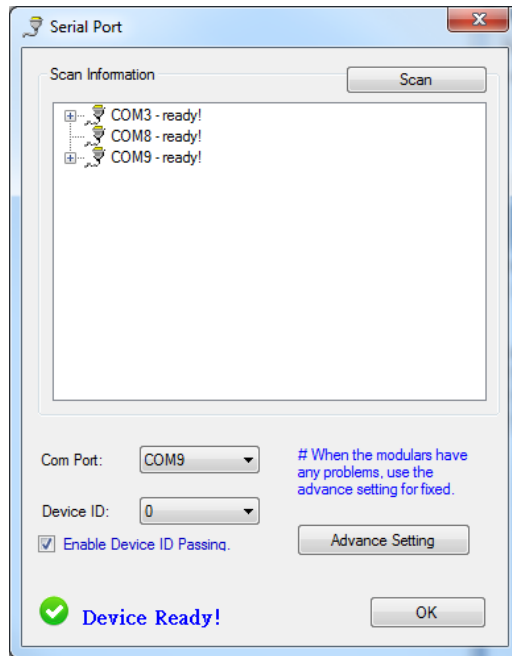 Serial Port
Scan Information
Scan
COM3 - ready!
COM8 - ready!
COM9 - ready!
Com Port:
COM9
# When the modulars have
any problems, use the
advance setting for fixed.
Device ID:
0
Enable Device ID Passing.
Advance Setting
Device Ready!
OK